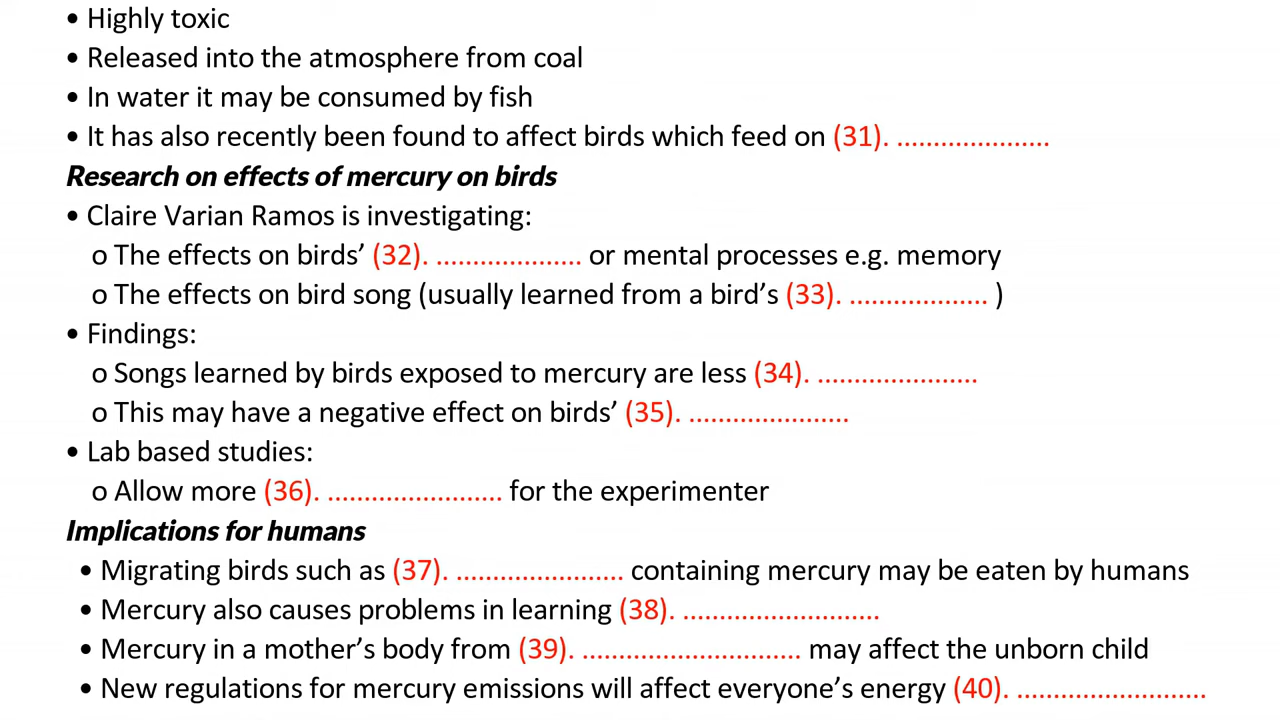 • Highly toxic
• Released into the atmosphere from coal
• In water it may be consumed by fish
• It has also recently been found to affect birds which feed on (31). .....................
Research on effects of mercury on birds
• Claire Varian Ramos is investigating:
o The effects on birds’ (32). .................... or mental processes e.g. memory
o The effects on bird song (usually learned from a bird’s (33). ................... )
• Findings:
o Songs learned by birds exposed to mercury are less (34). ......................
o This may have a negative effect on birds’ (35). ......................
• Lab based studies:
o Allow more (36). ........................ for the experimenter
Implications for humans
• Migrating birds such as (37). ....................... containing mercury may be eaten by humans
• Mercury also causes problems in learning (38). ...........................
• Mercury in a mother’s body from (39). .............................. may affect the unborn child
• New regulations for mercury emissions will affect everyone’s energy (40). ..........................